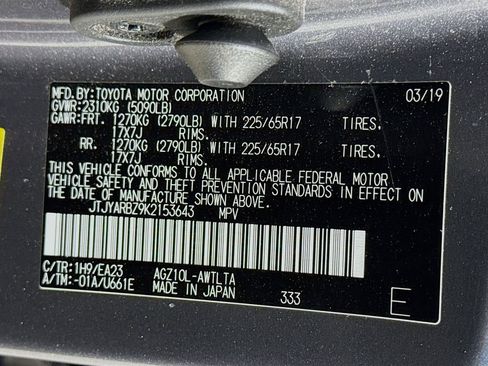 MFD.BY: TOYOTA MOTOR CORPORATION 03/19
GVWR: 2310KG (5090LB)
GAWR: FRT. 1270KG (2790LB) WITH 225/65R17 TIRES,
17X7J RIMS.
RR. 1270KG (2790LB) WITH 225/65R17 TIRES,
17X7J RIMS.
THIS VEHICLE CONFORMS TO ALL APPLICABLE FEDERAL MOTOR
VEHICLE SAFETY AND THEFT PREVENTION STANDARDS IN EFFECT ON
THE DATE OF MANUFACTURE SHOWN ABOVE.
JTJYARBZ9K2153643 MPV
C/TR: 1H9/EA23 AGZ10L-AWTLTA
A/TM: -01A/U661E MADE IN JAPAN 333 E